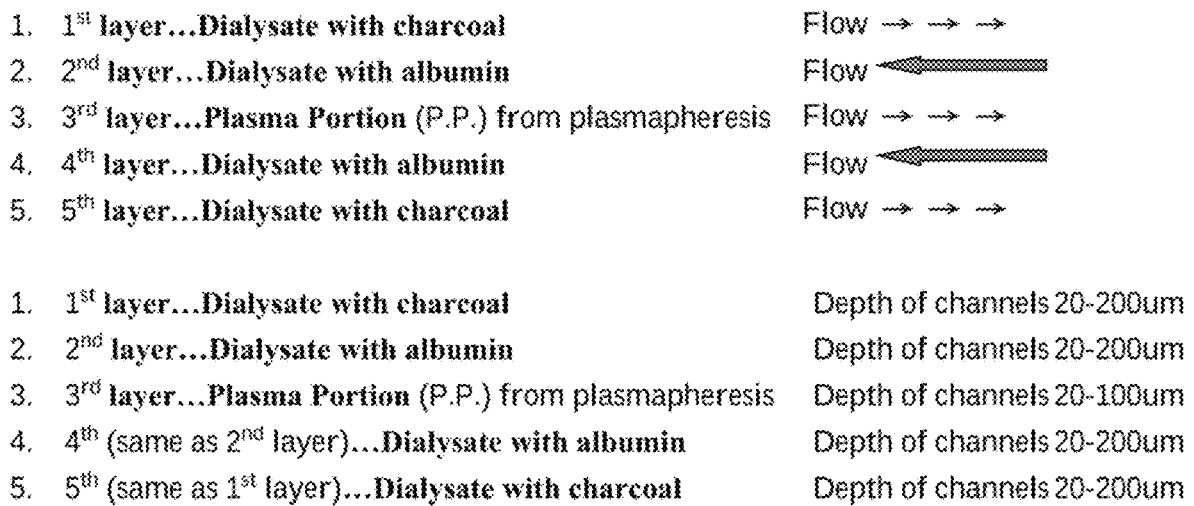 1. 1st layer...Dialysate with charcoal Flow → → →
2. 2nd layer...Dialysate with albumin Flow
3. 3rd layer...Plasma Portion (P.P.) from plasmapheresis Flow → → →
4. 4th layer...Dialysate with albumin Flow
5. 5th layer...Dialysate with charcoal Flow → → →
1. 1st layer...Dialysate with charcoal Depth of channels 20-200um
2. 2nd layer...Dialysate with albumin Depth of channels 20-200um
3. 3rd layer...Plasma Portion (P.P.) from plasmapheresis Depth of channels 20-100um
4. 4th (same as 2nd layer)...Dialysate with albumin Depth of channels 20-200um
5. 5th (same as 1st layer)...Dialysate with charcoal Depth of channels 20-200um